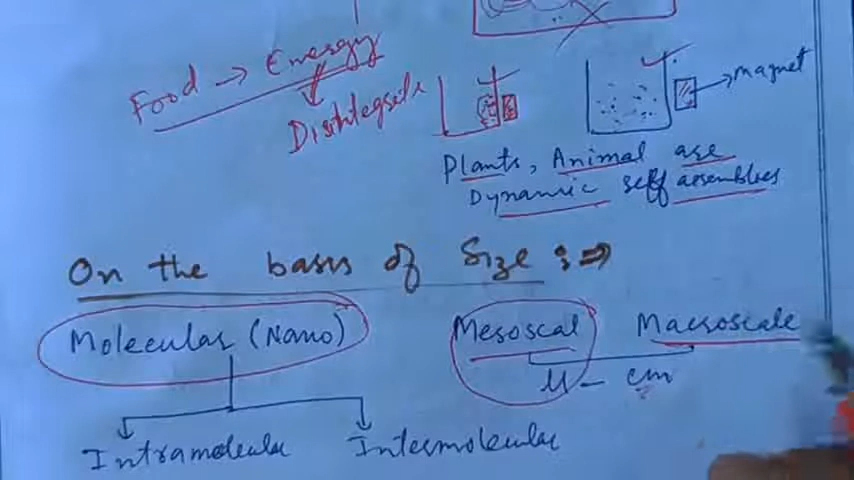 Food → Energy
Disintegrate
magnet
Plants, Animal are
Dynamic self assemblies
On the basis of Size :⇒
Molecular (Nano)
Mesoscal
Macroscale
μ - cm
Intramolecular
Intermolecular